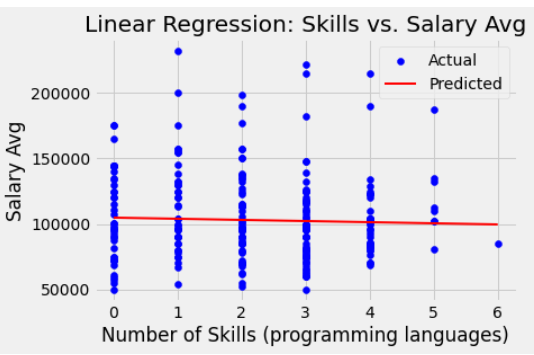 Linear Regression: Skills vs. Salary Avg
Actual
Predicted
Salary Avg
200000
150000
100000
50000
0 1 2 3 4 5 6
Number of Skills (programming languages)